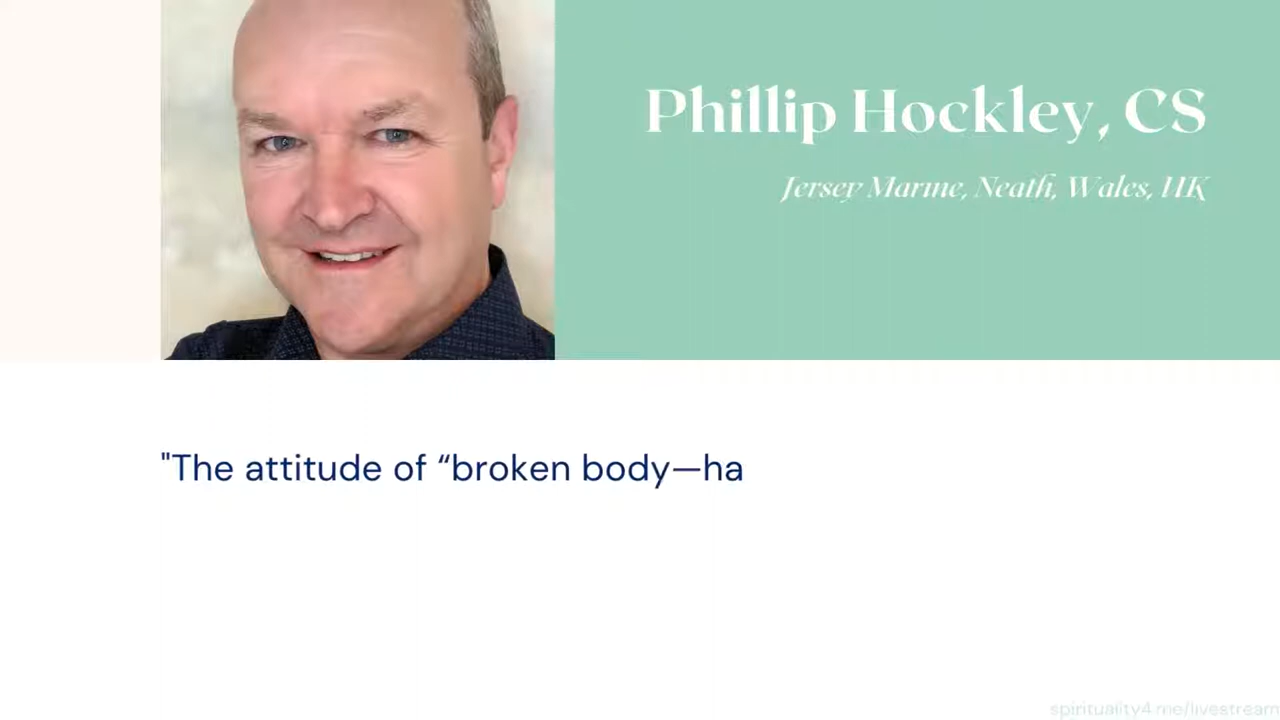 Phillip Hockley, CS
Jersey Marine, Neath, Wales, UK
"The attitude of “broken body—ha
spirituality4.me/livestream